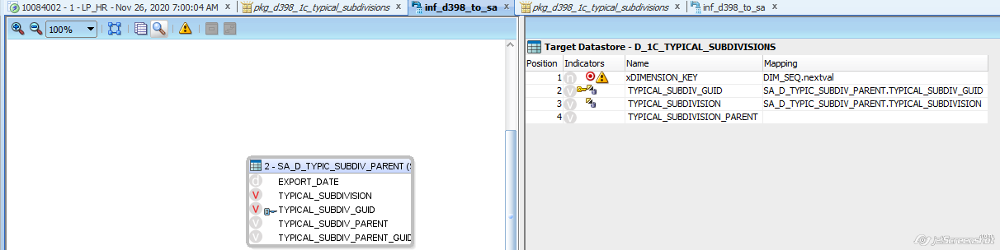 10084002 - 1 - LP_HR - Nov 26, 2020 7:00:04 AM
pkg_d398_1c_typical_subdivisions
inf_d398_to_sa
pkg_d398_1c_typical_subdivisions
inf_d398_to_sa
100%
2 - SA_D_TYPIC_SUBDIV_PARENT (
d EXPORT_DATE
V TYPICAL_SUBDIVISION
V TYPICAL_SUBDIV_GUID
V TYPICAL_SUBDIV_PARENT
V TYPICAL_SUBDIV_PARENT_GUID
Target Datastore - D_1C_TYPICAL_SUBDIVISIONS
Position Indicators Name Mapping
1 n xDIMENSION_KEY DIM_SEQ.nextval
2 V TYPICAL_SUBDIV_GUID SA_D_TYPIC_SUBDIV_PARENT.TYPICAL_SUBDIV_GUID
3 V TYPICAL_SUBDIVISION SA_D_TYPIC_SUBDIV_PARENT.TYPICAL_SUBDIVISION
4 V TYPICAL_SUBDIVISION_PARENT
jetScreenshot